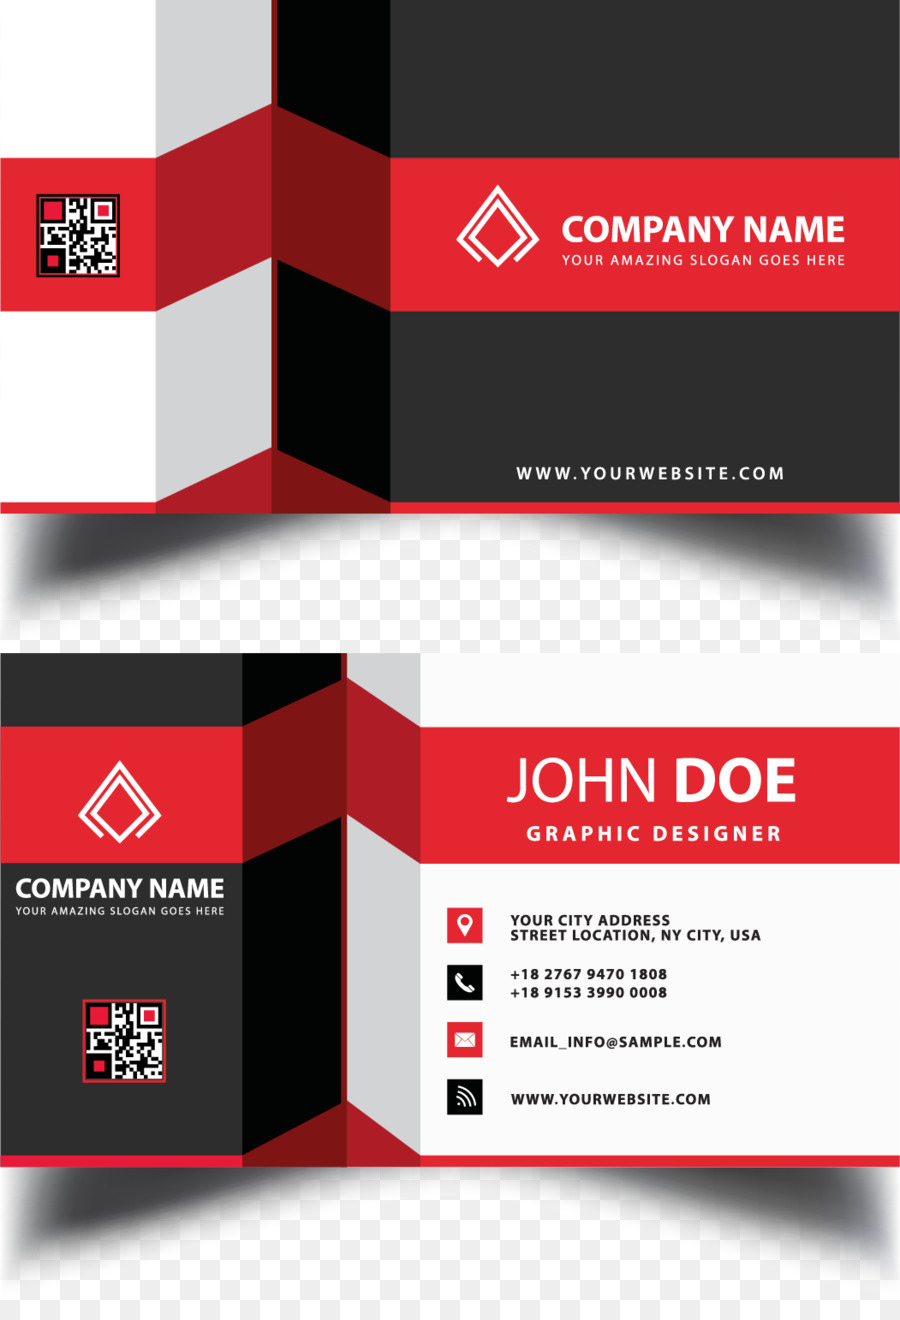 COMPANY NAME
YOUR AMAZING SLOGAN GOES HERE
WWW.YOURWEBSITE.COM
JOHN DOE
GRAPHIC DESIGNER
COMPANY NAME
YOUR AMAZING SLOGAN GOES HERE
YOUR CITY ADDRESS
STREET LOCATION, NY CITY, USA
+18 2767 9470 1808
+18 9153 3990 0008
EMAIL_INFO@SAMPLE.COM
WWW.YOURWEBSITE.COM